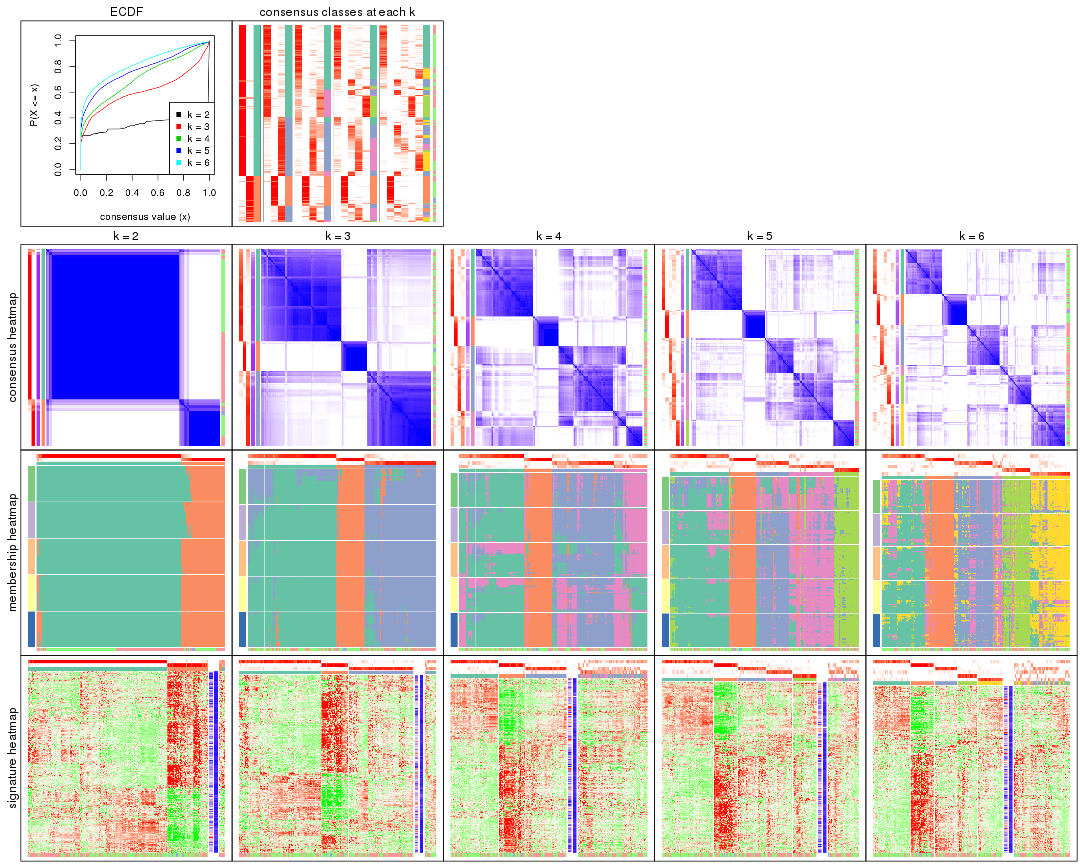 ECDF
consensus classes at each k
P(X <= x)
0.0 0.2 0.4 0.6 0.8 1.0
k = 2
k = 3
k = 4
k = 5
k = 6
0.0 0.2 0.4 0.6 0.8 1.0
consensus value (x)
k = 2
k = 3
k = 4
k = 5
k = 6
consensus heatmap
membership heatmap
signature heatmap